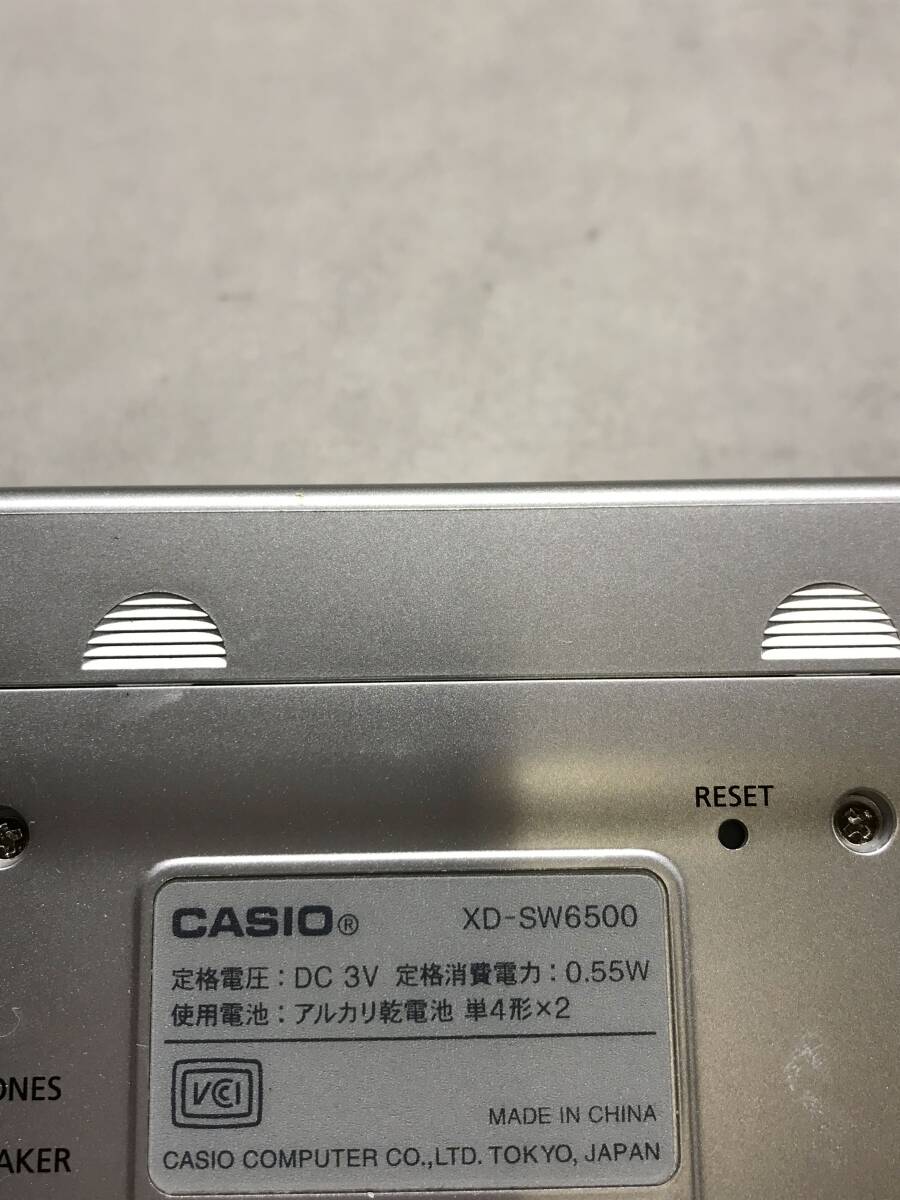 RESET
CASIO® XD-SW6500
定格電圧：DC 3V 定格消費電力：0.55W
使用電池：アルカリ乾電池 単4形×2
VCCI
ONES
MADE IN CHINA
AKER
CASIO COMPUTER CO.,LTD. TOKYO, JAPAN